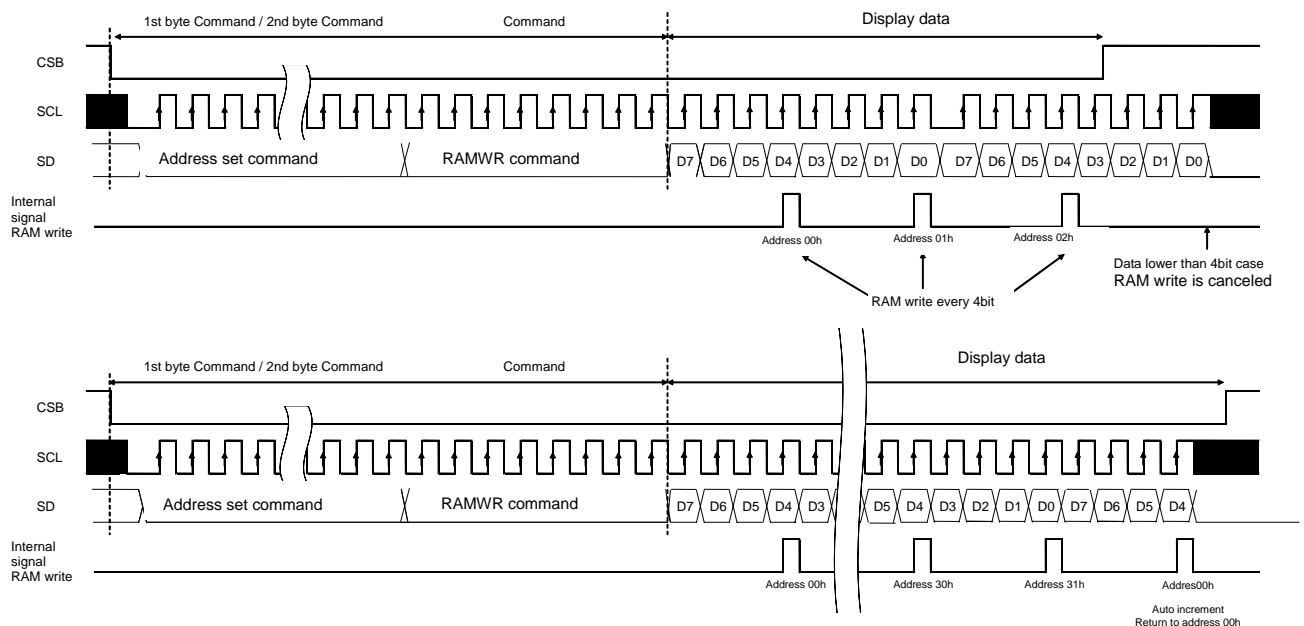 1st byte Command / 2nd byte Command Command Display data
CSB
SCL
SD Address set command RAMWR command D7 D6 D5 D4 D3 D2 D1 D0 D7 D6 D5 D4 D3 D2 D1 D0
Internal
signal
RAM write
Address 00h Address 01h Address 02h
Data lower than 4bit case
RAM write is canceled
RAM write every 4bit
1st byte Command / 2nd byte Command Command Display data
CSB
SCL
SD Address set command RAMWR command D7 D6 D5 D4 D3 D5 D4 D3 D2 D1 D0 D7 D6 D5 D4
Internal
signal
RAM write
Address 00h Address 30h Address 31h Addres00h
Auto increment
Return to address 00h